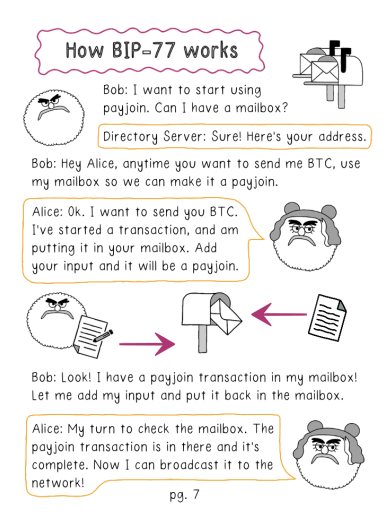 How BIP-77 works
Bob: I want to start using
payjoin. Can I have a mailbox?
Directory Server: Sure! Here's your address.
Bob: Hey Alice, anytime you want to send me BTC, use
my mailbox so we can make it a payjoin.
Alice: Ok. I want to send you BTC.
I've started a transaction, and am
putting it in your mailbox. Add
your input and it will be a payjoin.
Bob: Look! I have a payjoin transaction in my mailbox!
Let me add my input and put it back in the mailbox.
Alice: My turn to check the mailbox. The
payjoin transaction is in there and it's
complete. Now I can broadcast it to the
network!
pg. 7